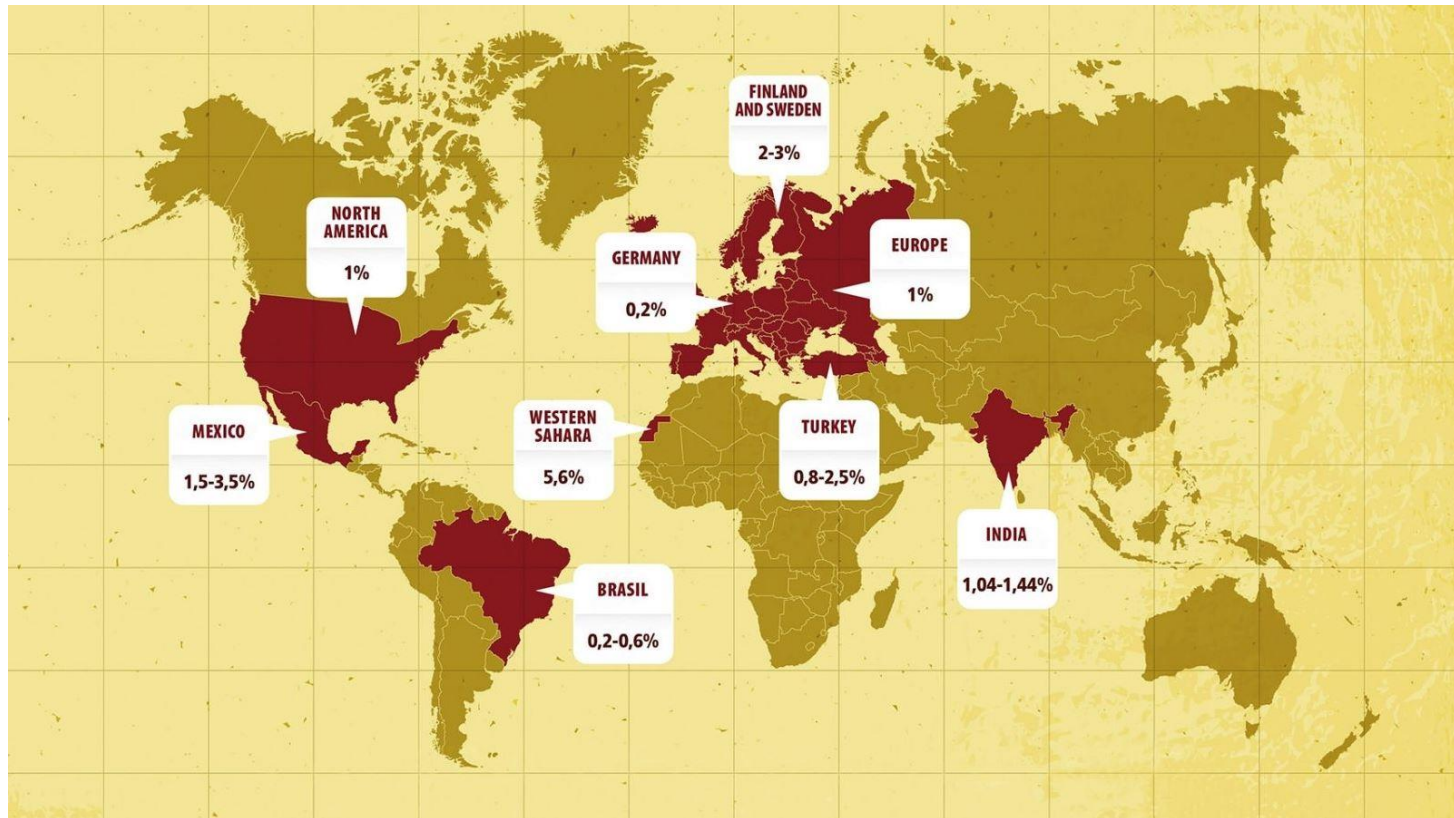 FINLAND
AND SWEDEN
2-3%
NORTH
AMERICA
1%
GERMANY
0,2%
EUROPE
1%
MEXICO
1,5-3,5%
WESTERN
SAHARA
5,6%
TURKEY
0,8-2,5%
INDIA
1,04-1,44%
BRASIL
0,2-0,6%